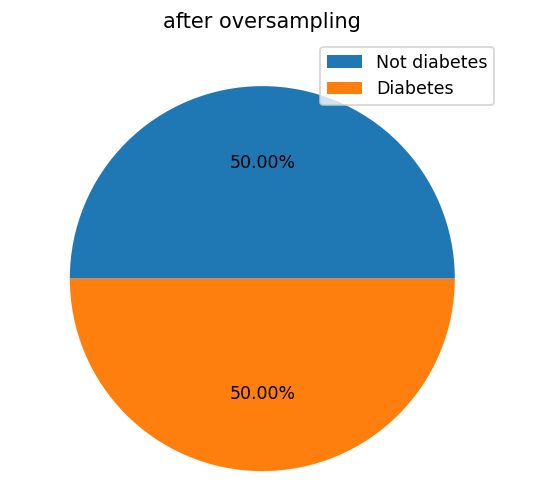 after oversampling
Not diabetes
Diabetes
50.00%
50.00%